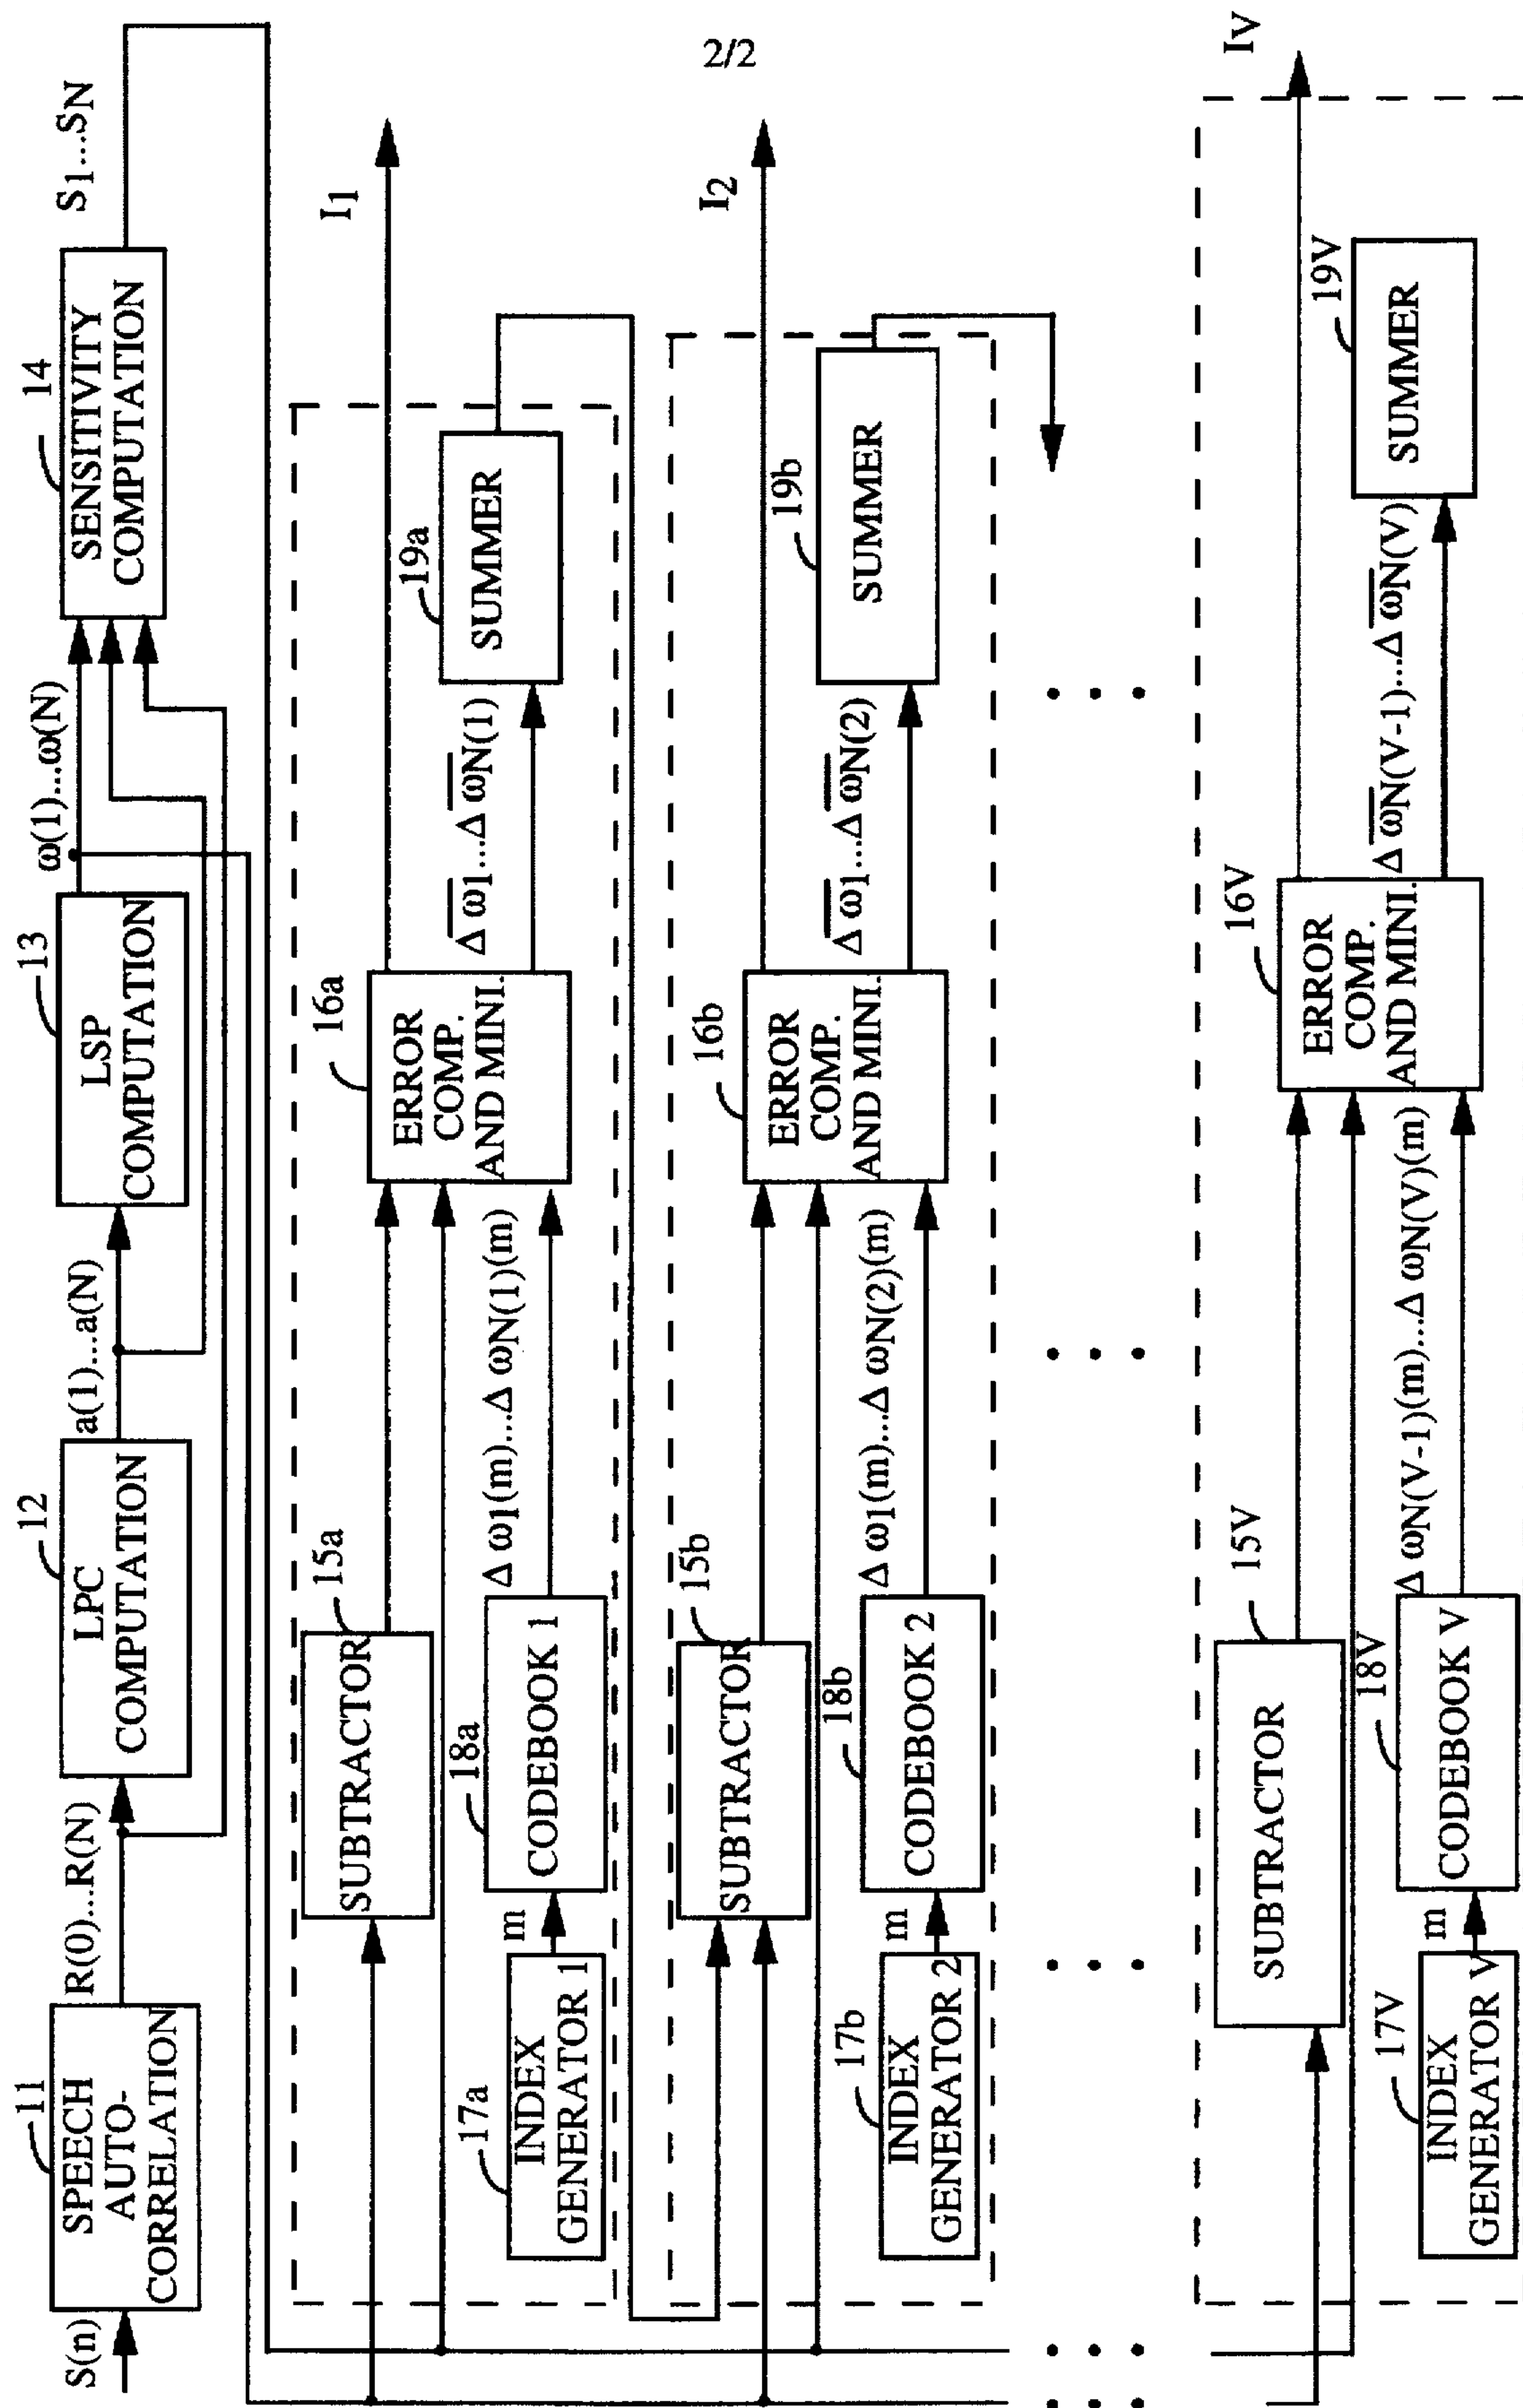 2/2
S(n)
11
SPEECH
AUTO-
CORRELATION
R(0)...R(N)
12
LPC
COMPUTATION
a(1)...a(N)
13
LSP
COMPUTATION
ω(1)...ω(N)
14
SENSITIVITY
COMPUTATION
S1...SN
15a
SUBTRACTOR
16a
ERROR
COMP.
AND MINI.
I1
17a
INDEX
GENERATOR 1
m
18a
CODEBOOK 1
Δ ω1(m)...Δ ωN(1)(m)
Δ ω̅1...Δ ω̅N̅(1)
19a
SUMMER
15b
SUBTRACTOR
16b
ERROR
COMP.
AND MINI.
I2
17b
INDEX
GENERATOR 2
m
18b
CODEBOOK 2
Δ ω1(m)...Δ ωN(2)(m)
Δ ω̅1...Δ ω̅N̅(2)
19b
SUMMER
15V
SUBTRACTOR
16V
ERROR
COMP.
AND MINI.
IV
17V
INDEX
GENERATOR V
m
18V
CODEBOOK V
Δ ωN(V-1)(m)...Δ ωN(V)(m)
Δ ω̅N̅(V-1)...Δ ω̅N̅(V)
19V
SUMMER